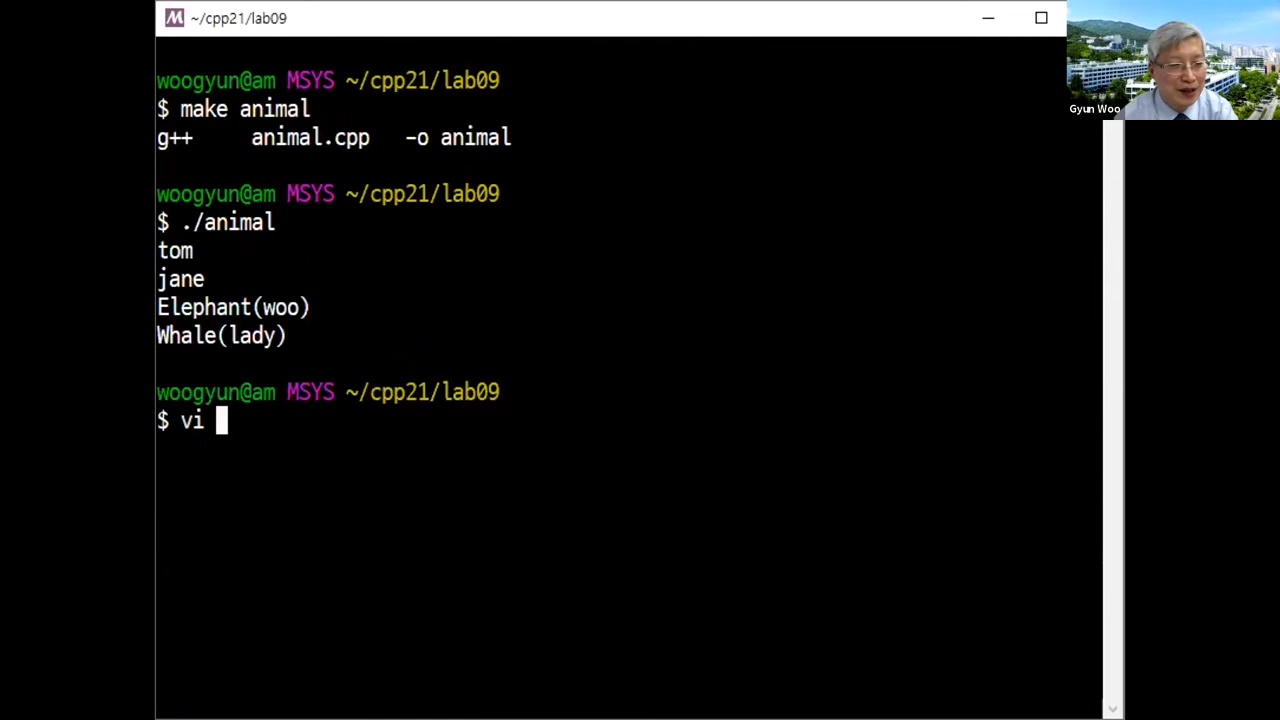 ~/cpp21/lab09
Gyun Woo
woogyun@am MSYS ~/cpp21/lab09
$ make animal
g++     animal.cpp   -o animal
woogyun@am MSYS ~/cpp21/lab09
$ ./animal
tom
jane
Elephant(woo)
Whale(lady)
woogyun@am MSYS ~/cpp21/lab09
$ vi